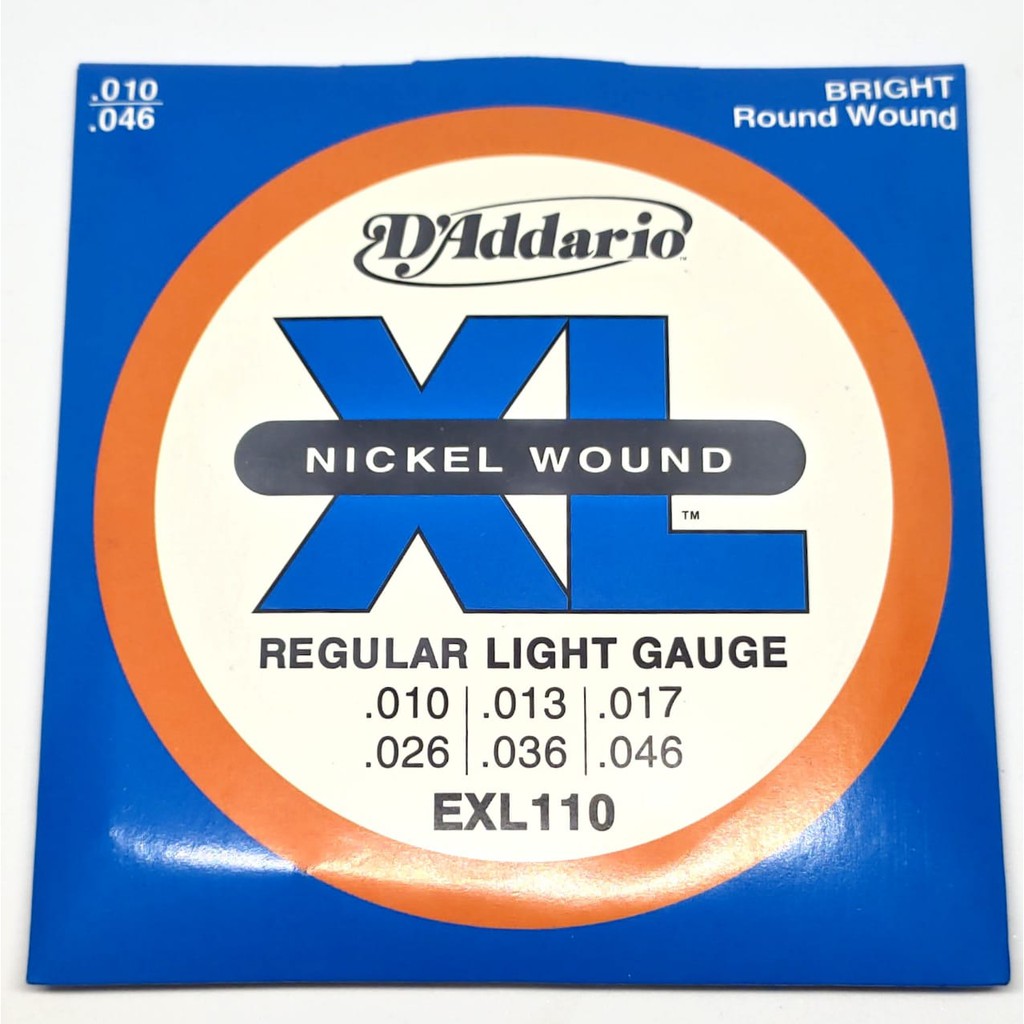 .010
.046
BRIGHT
Round Wound
D'Addario
XL
NICKEL WOUND
™
REGULAR LIGHT GAUGE
.010 .013 .017
.026 .036 .046
EXL110